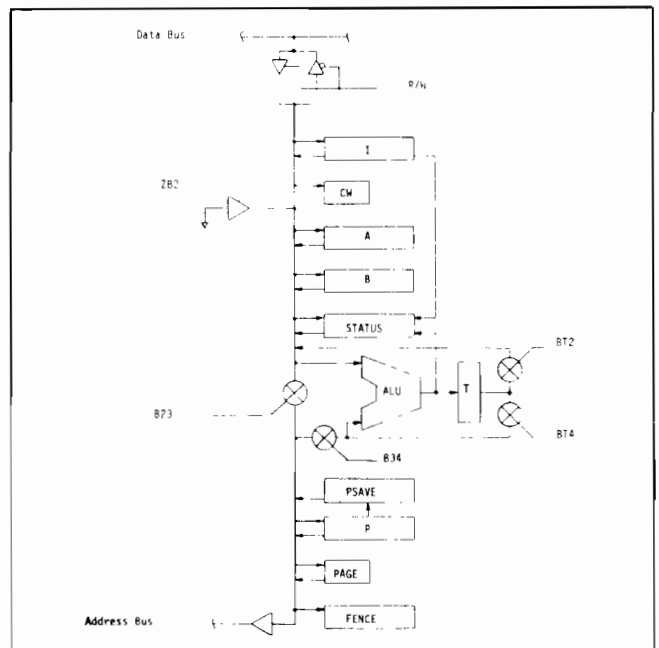 Data Bus
R/W
I
ZB2
CW
A
B
STATUS
BT2
ALU
T
B23
BT4
B34
PSAVE
P
PAGE
Address Bus
FENCE